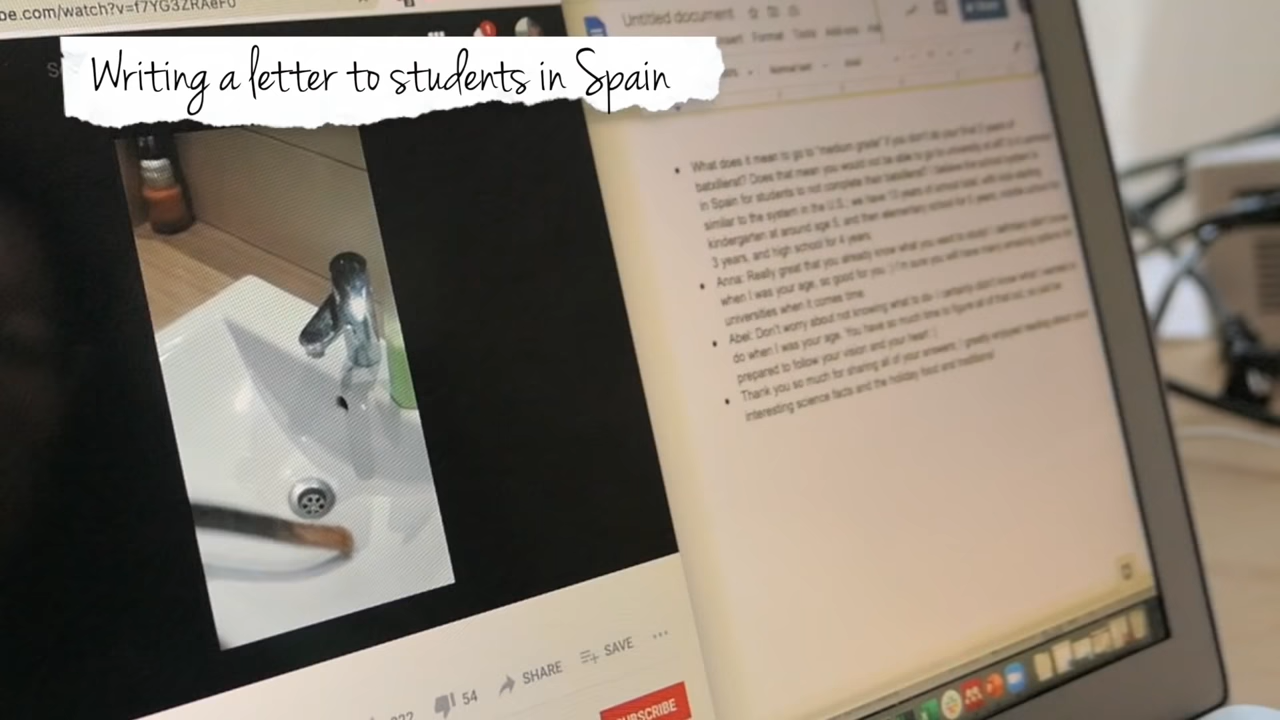 be.com/watch?v=f7YG3ZRAeF0
Writing a letter to students in Spain
Untitled document
Format Tools Add-ons
Normal text
• What does it mean to go to "medium grade" if you don't do your final 2 years of
batxillerat? Does that mean you would not be able to go to university at all? Is it
in Spain for students to not complete their batxillerat? I believe the school system is
similar to the system in the U.S.; we have 13 years of school total, with kids starting
kindergarten at around age 5, and then elementary school for 5 years, middle school for
3 years, and high school for 4 years.
• Anna: Really great that you already know what you want to study! I definitely didn't know
when I was your age, so good for you :) I'm sure you will have many amazing options for
universities when it comes time.
• Abel: Don't worry about not knowing what to do. I certainly didn't know what I wanted to
do when I was your age. You have so much time to figure all of that out, so just be
prepared to follow your vision and your heart :)
• Thank you so much for sharing all of your answers. I greatly enjoyed reading about your
interesting science facts and the holiday food and traditions!
54
SHARE
SAVE
SUBSCRIBE